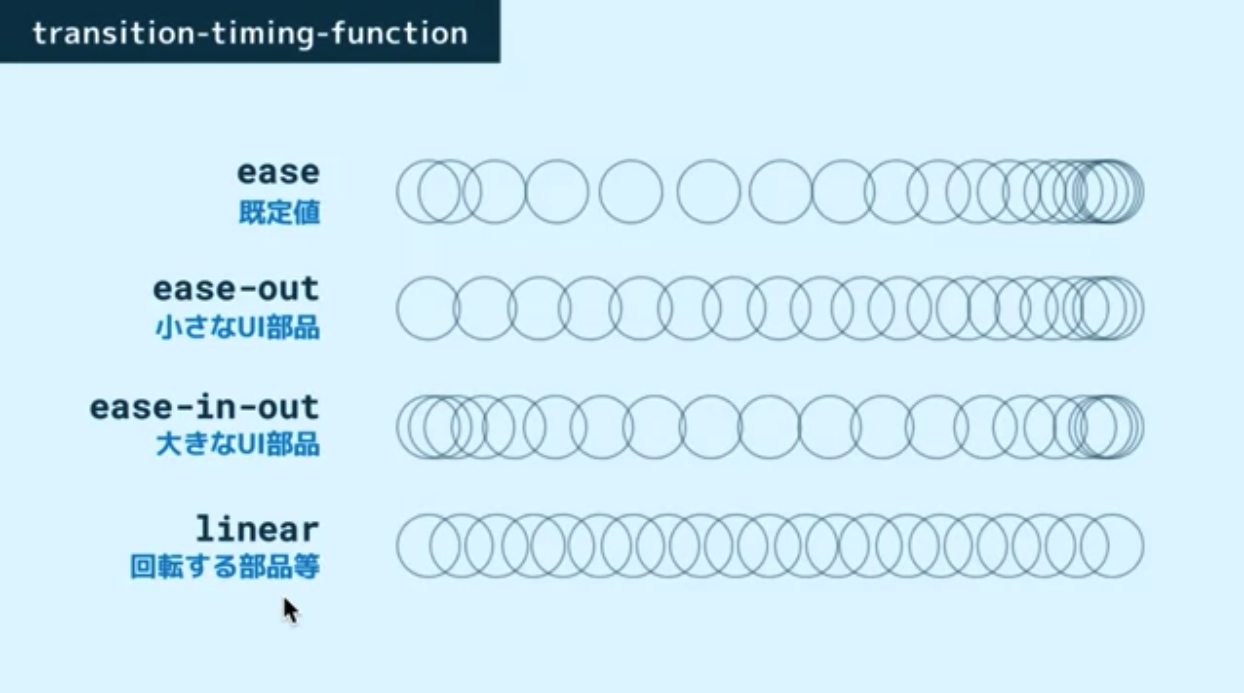 transition-timing-function
ease
既定値
ease-out
小さなUI部品
ease-in-out
大きなUI部品
linear
回転する部品等